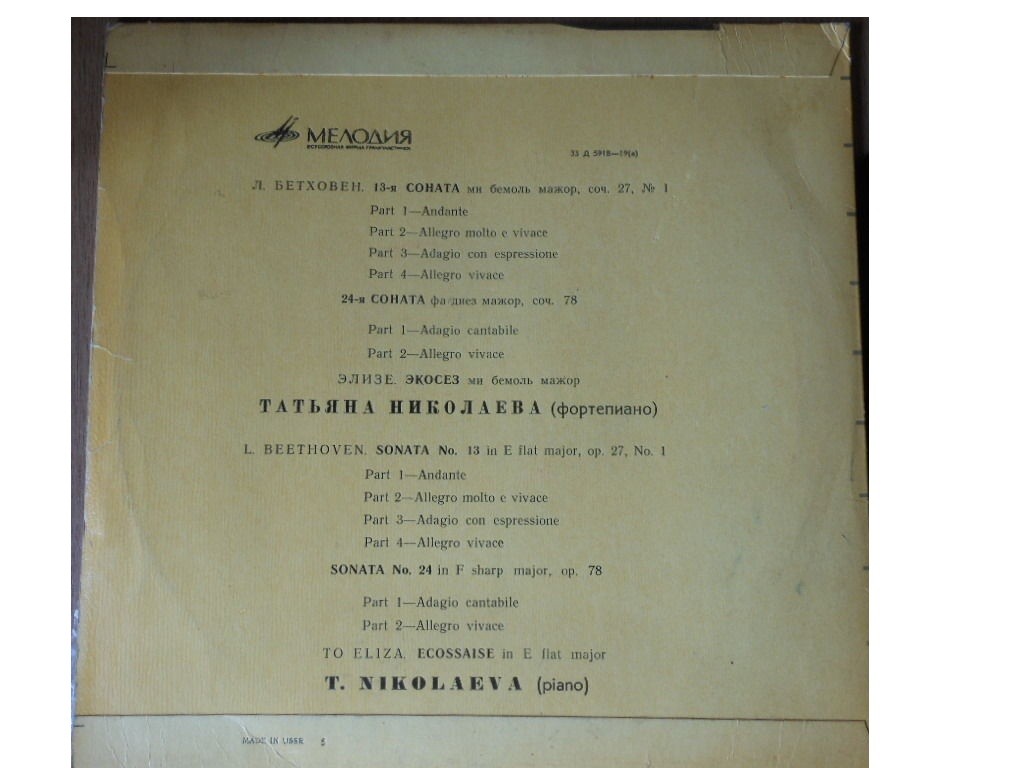 МЕЛОДИЯ
ВСЕСОЮЗНАЯ ФИРМА ГРАМПЛАСТИНОК
33 Д 5918—19(а)
Л. БЕТХОВЕН. 13-я СОНАТА ми бемоль мажор, соч. 27, № 1
Part 1—Andante
Part 2—Allegro molto e vivace
Part 3—Adagio con espressione
Part 4—Allegro vivace
24-я СОНАТА фа диез мажор, соч. 78
Part 1—Adagio cantabile
Part 2—Allegro vivace
ЭЛИЗЕ. ЭКОСЕЗ ми бемоль мажор
ТАТЬЯНА НИКОЛАЕВА (фортепиано)
L. BEETHOVEN. SONATA No. 13 in E flat major, op. 27, No. 1
Part 1—Andante
Part 2—Allegro molto e vivace
Part 3—Adagio con espressione
Part 4—Allegro vivace
SONATA No. 24 in F sharp major, op. 78
Part 1—Adagio cantabile
Part 2—Allegro vivace
TO ELIZA. ECOSSAISE in E flat major
T. NIKOLAEVA (piano)
MADE IN USSR 5